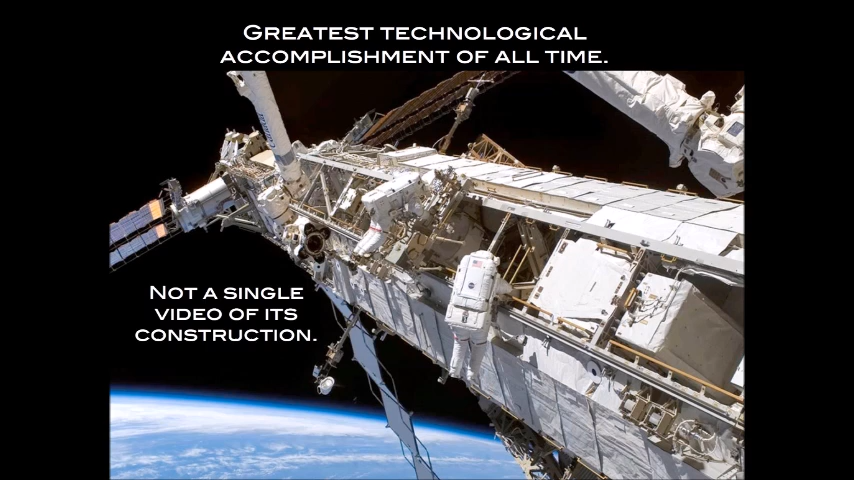 Greatest technological
accomplishment of all time.
Not a single
video of its
construction.